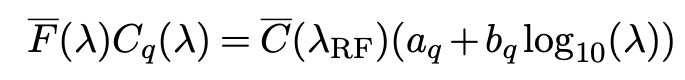 F̅(λ)C_q(λ) = C̅(λ_RF)(a_q + b_q log₁₀(λ))